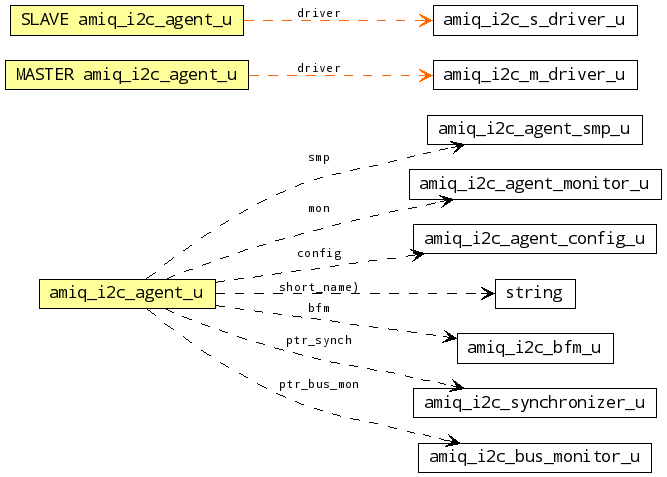 SLAVE amiq_i2c_agent_u
driver
amiq_i2c_s_driver_u
MASTER amiq_i2c_agent_u
driver
amiq_i2c_m_driver_u
amiq_i2c_agent_smp_u
smp
amiq_i2c_agent_monitor_u
mon
amiq_i2c_agent_config_u
config
amiq_i2c_agent_u
short_name)
string
bfm
amiq_i2c_bfm_u
ptr_synch
amiq_i2c_synchronizer_u
ptr_bus_mon
amiq_i2c_bus_monitor_u